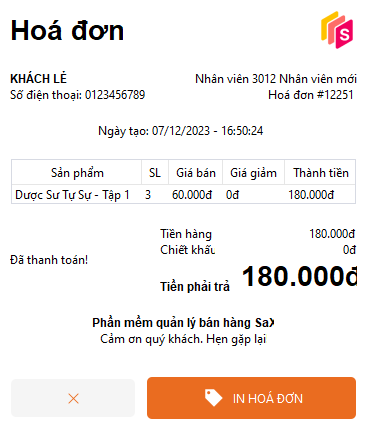 Hoá đơn
S
KHÁCH LẺ
Nhân viên 3012 Nhân viên mới
Số điện thoại: 0123456789
Hoá đơn #12251
Ngày tạo: 07/12/2023 - 16:50:24
Sản phẩm SL Giá bán Giá giảm Thành tiền
Dược Sư Tự Sự - Tập 1 3 60.000đ 0đ 180.000đ
Tiền hàng 180.000đ
Chiết khấu 0đ
Đã thanh toán!
Tiền phải trả 180.000đ
Phần mềm quản lý bán hàng Sa
Cảm ơn quý khách. Hẹn gặp lại
IN HOÁ ĐƠN